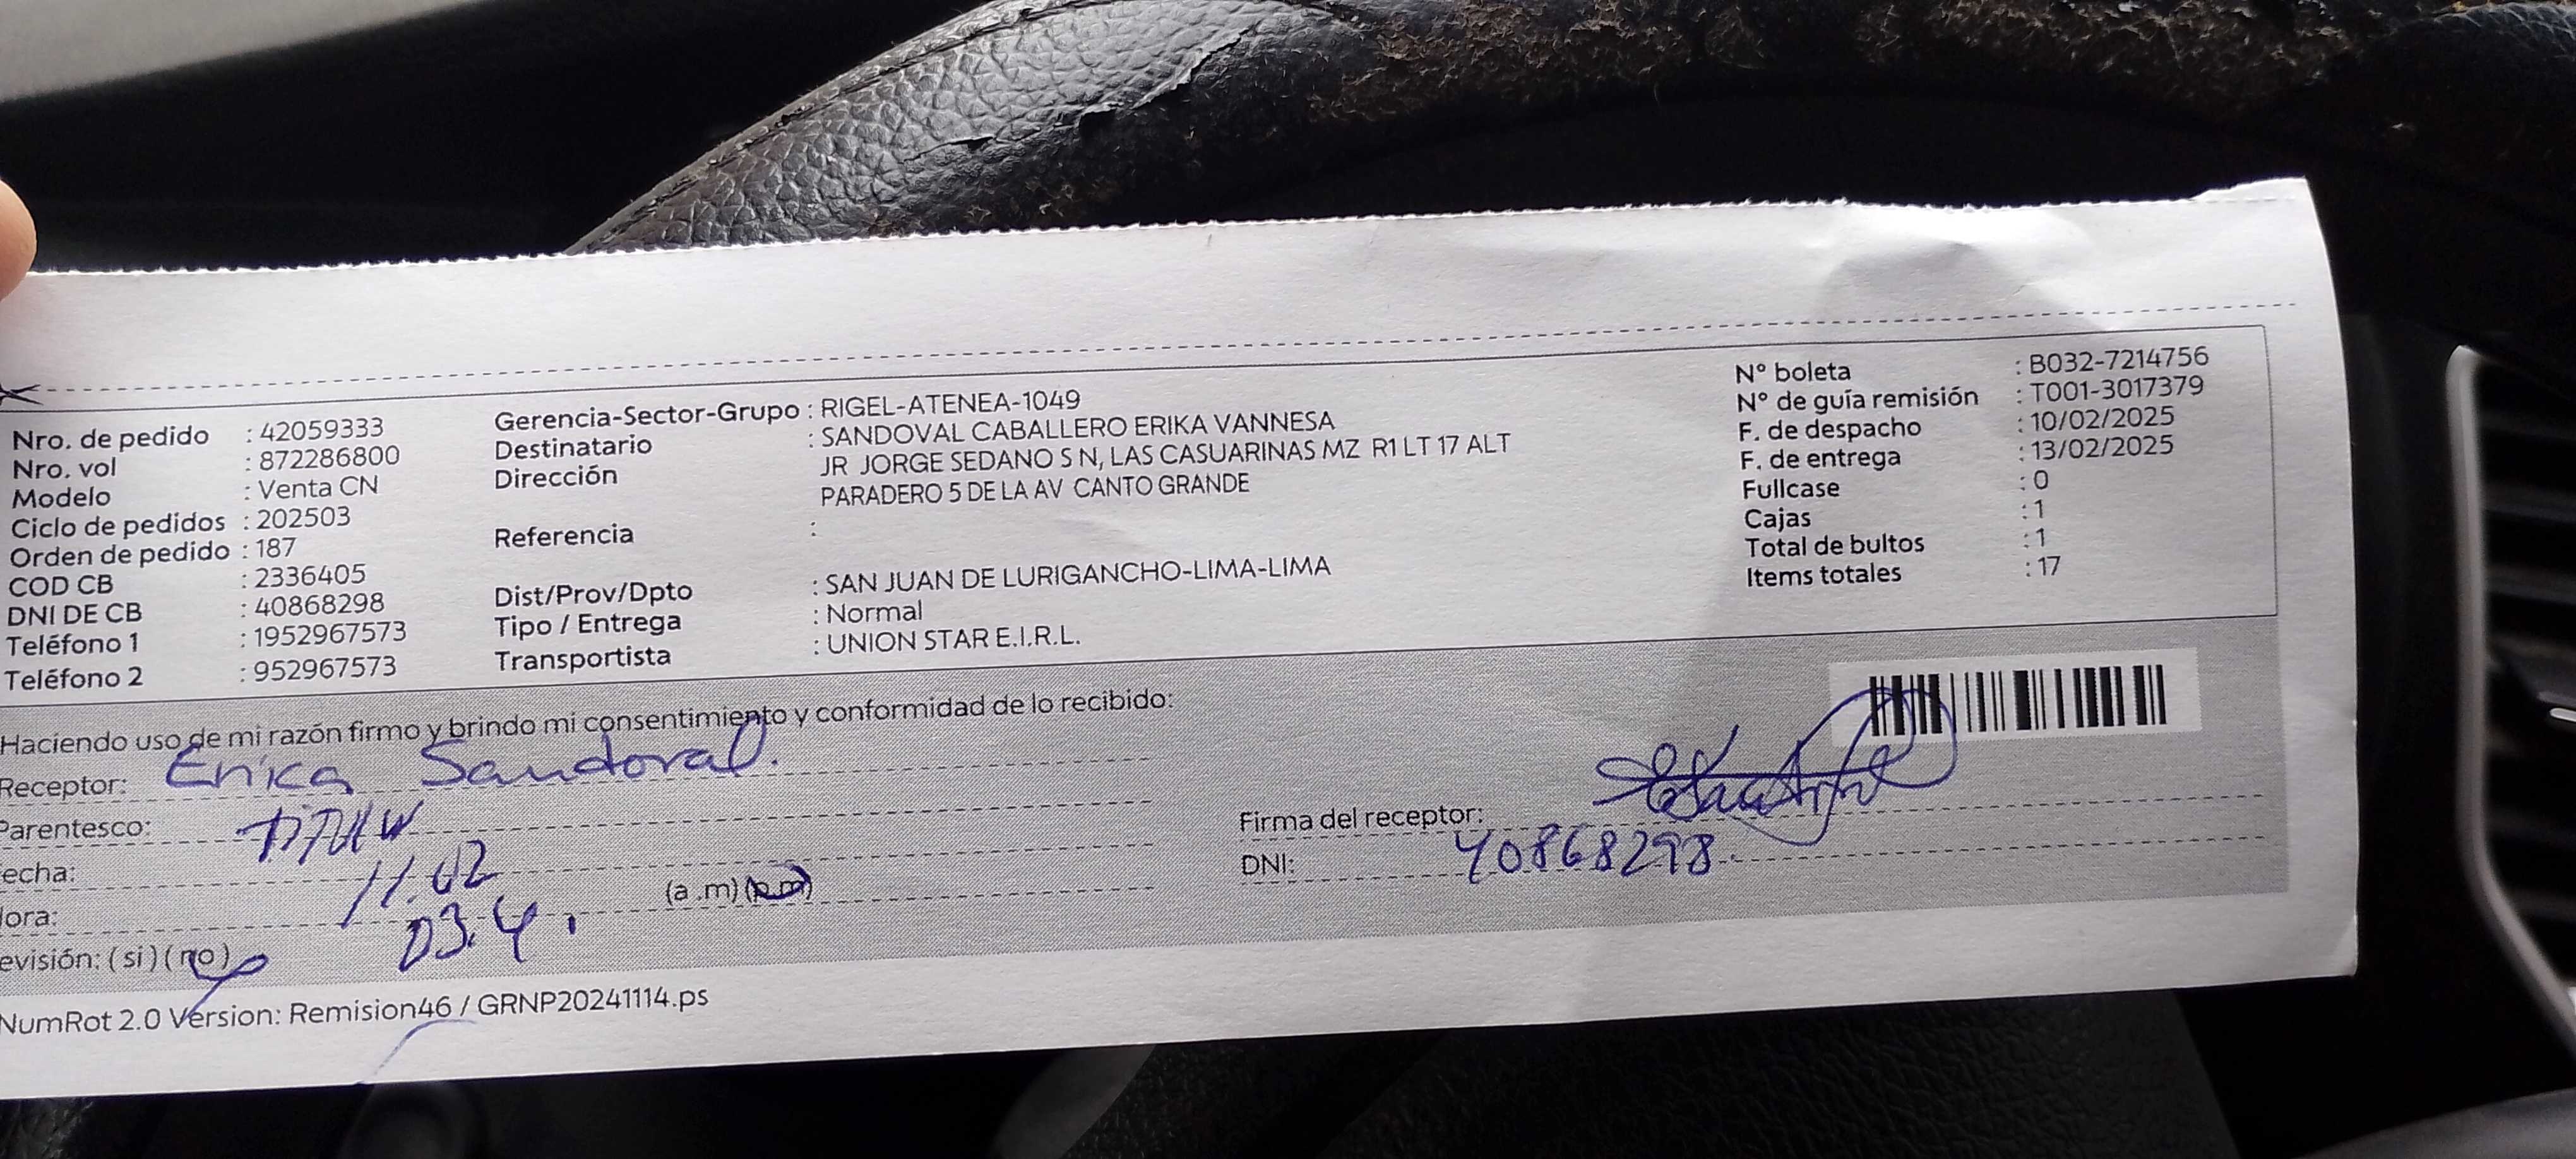 Nro. de pedido : 42059333
Nro. vol : 872286800
Modelo : Venta CN
Ciclo de pedidos : 202503
Orden de pedido : 187
COD CB : 2336405
DNI DE CB : 40868298
Teléfono 1 : 1952967573
Teléfono 2 : 952967573
Gerencia-Sector-Grupo : RIGEL-ATENEA-1049
Destinatario : SANDOVAL CABALLERO ERIKA VANNESA
Dirección JR JORGE SEDANO S N, LAS CASUARINAS MZ R1 LT 17 ALT
PARADERO 5 DE LA AV CANTO GRANDE
Referencia :
Dist/Prov/Dpto : SAN JUAN DE LURIGANCHO-LIMA-LIMA
Tipo / Entrega : Normal
Transportista : UNION STAR E.I.R.L.
Nº boleta : B032-7214756
Nº de guía remisión : T001-3017379
F. de despacho : 10/02/2025
F. de entrega : 13/02/2025
Fullcase : 0
Cajas : 1
Total de bultos : 1
Items totales : 17
Haciendo uso de mi razón firmo y brindo mi consentimiento y conformidad de lo recibido:
Receptor: Erika Sandoval.
Parentesco:
echa: 11.02
ora: 03.4. (a .m) (p.m)
evisión: ( si ) ( no )
Firma del receptor:
DNI: 40868298.
NumRot 2.0 Version: Remision46 / GRNP20241114.ps